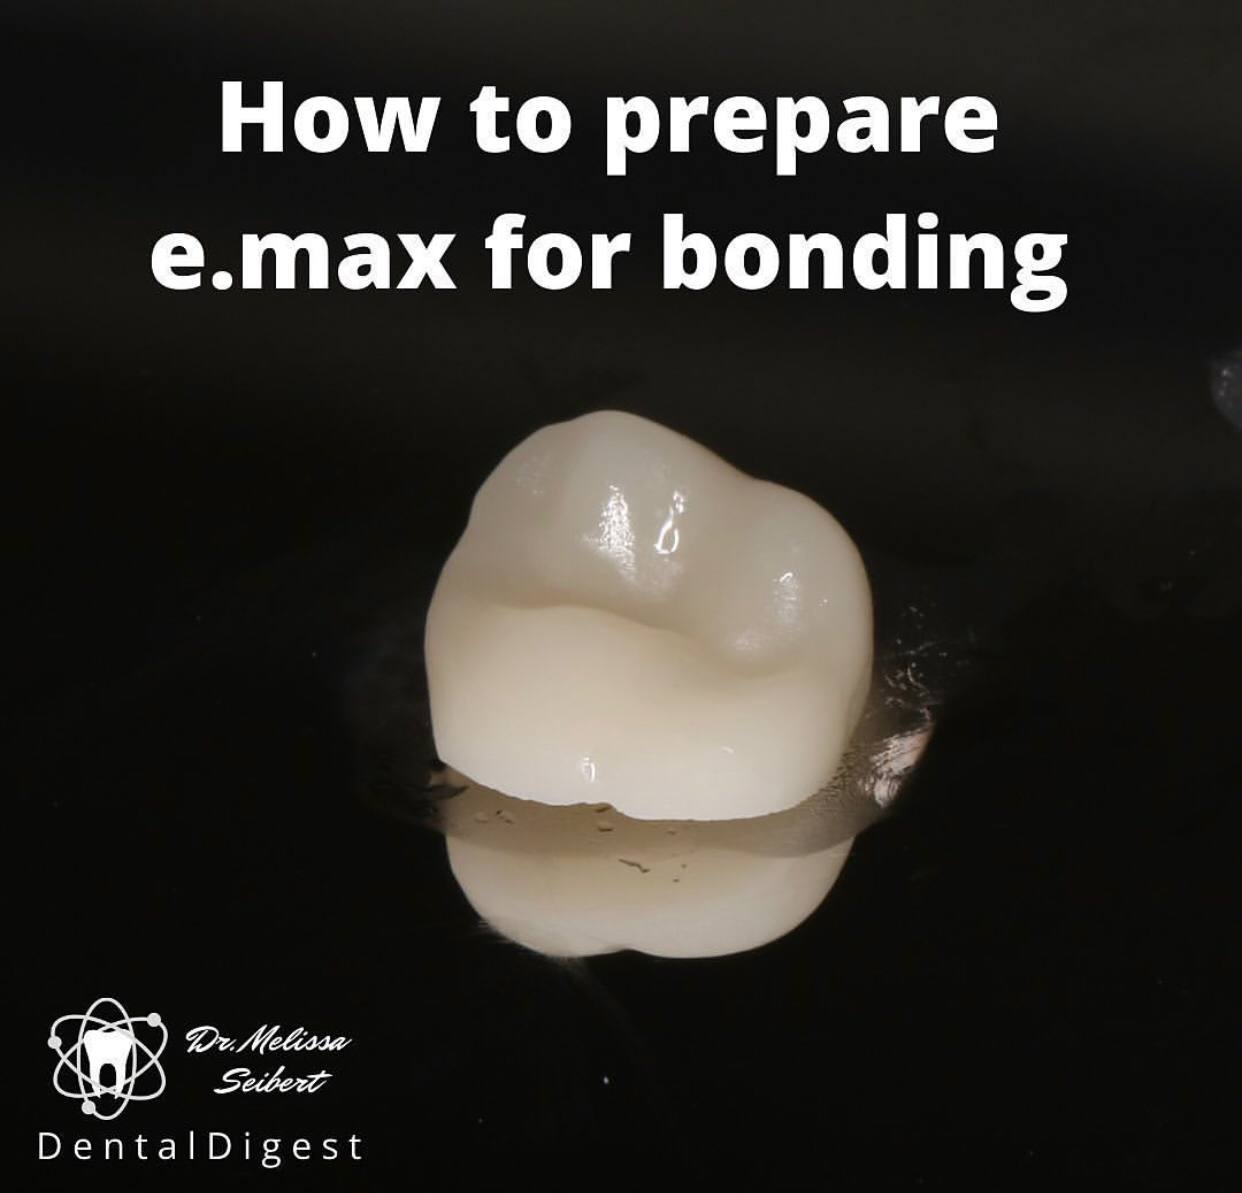 How to prepare
e.max for bonding
Dr. Melissa
Seibert
DentalDigest